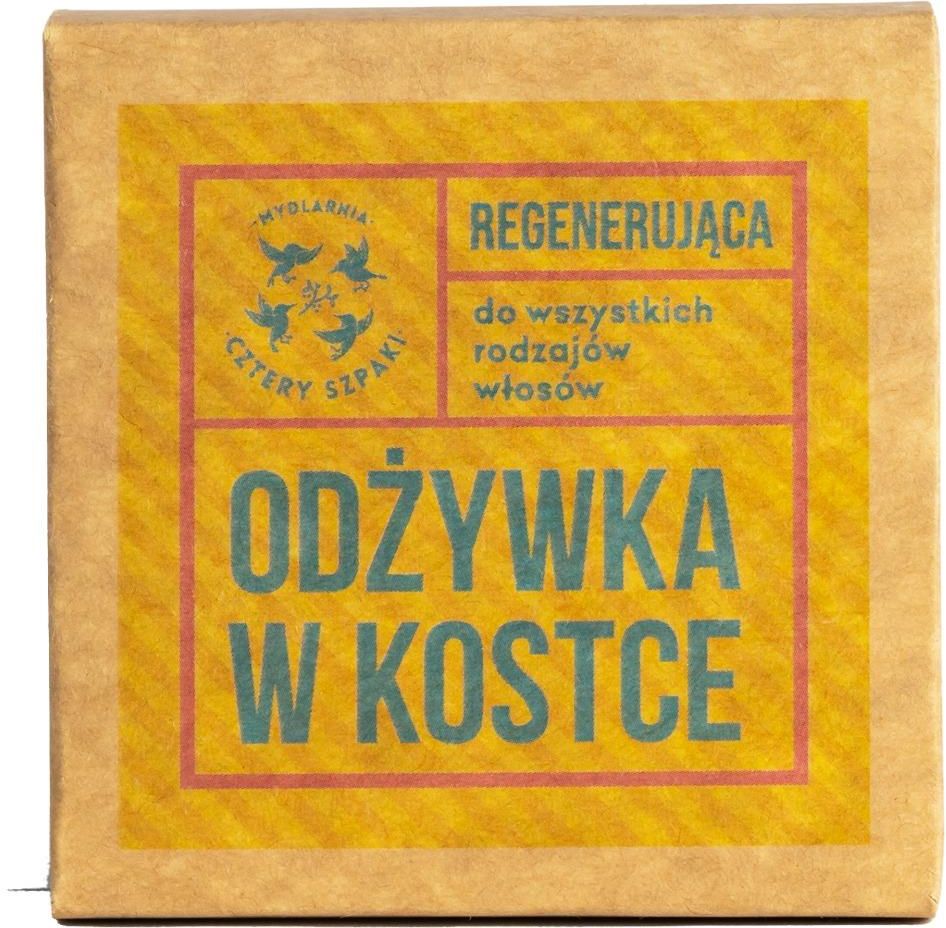 MYDLARNIA
CZTERY SZPAKI
REGENERUJĄCA
do wszystkich
rodzajów
włosów
ODŻYWKA
W KOSTCE